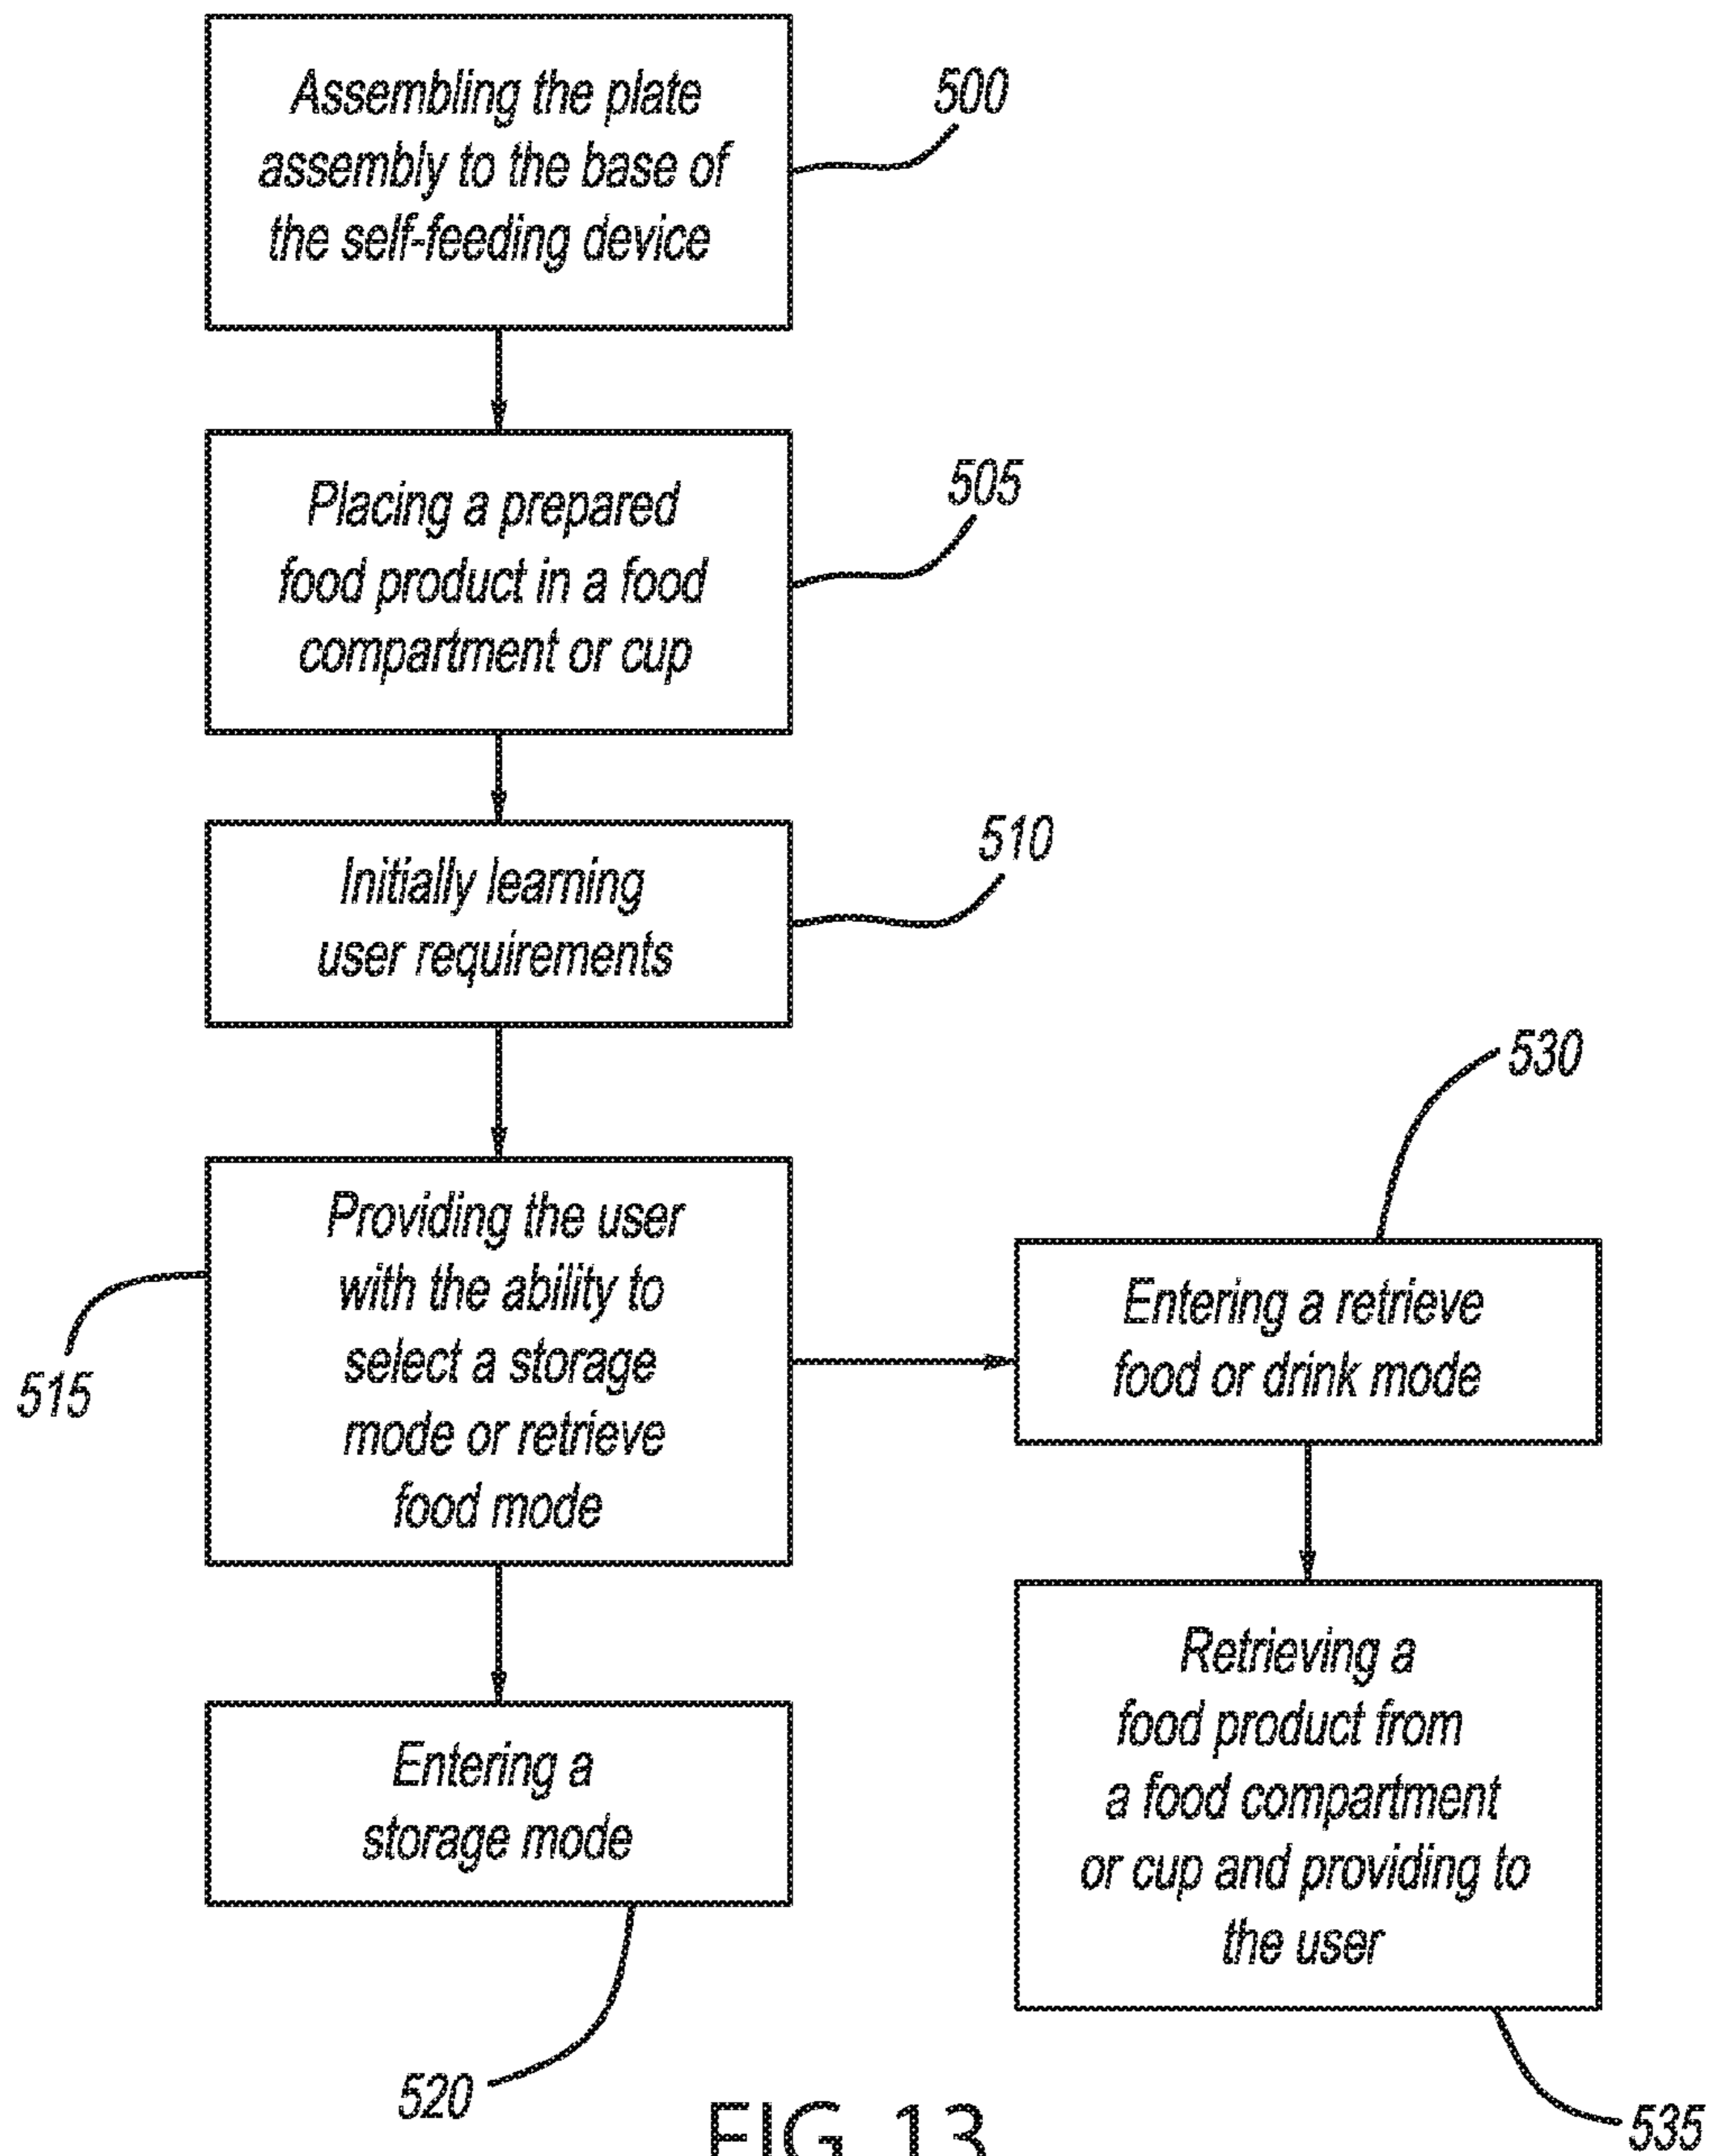 Assembling the plate
assembly to the base of
the self-feeding device
500
Placing a prepared
food product in a food
compartment or cup
505
Initially learning
user requirements
510
Providing the user
with the ability to
select a storage
mode or retrieve
food mode
515
530
Entering a retrieve
food or drink mode
Retrieving a
food product from
a food compartment
or cup and providing to
the user
535
Entering a
storage mode
520
FIG. 13